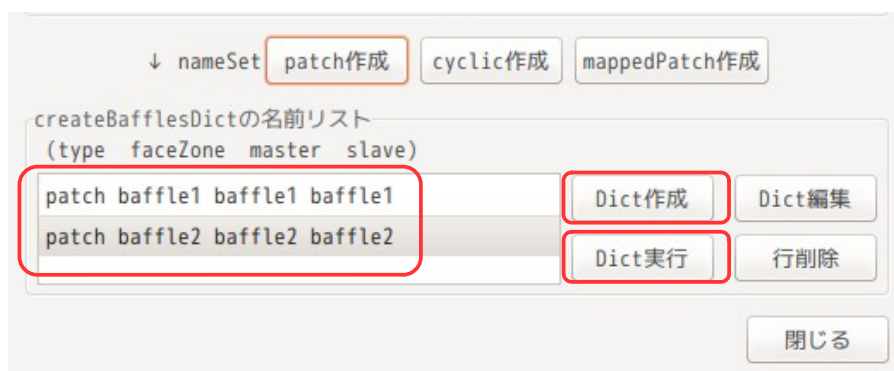 ↓ nameSet patch作成 cyclic作成 mappedPatch作成
createBafflesDictの名前リスト
(type faceZone master slave)
patch baffle1 baffle1 baffle1
Dict作成 Dict編集
patch baffle2 baffle2 baffle2
Dict実行 行削除
閉じる